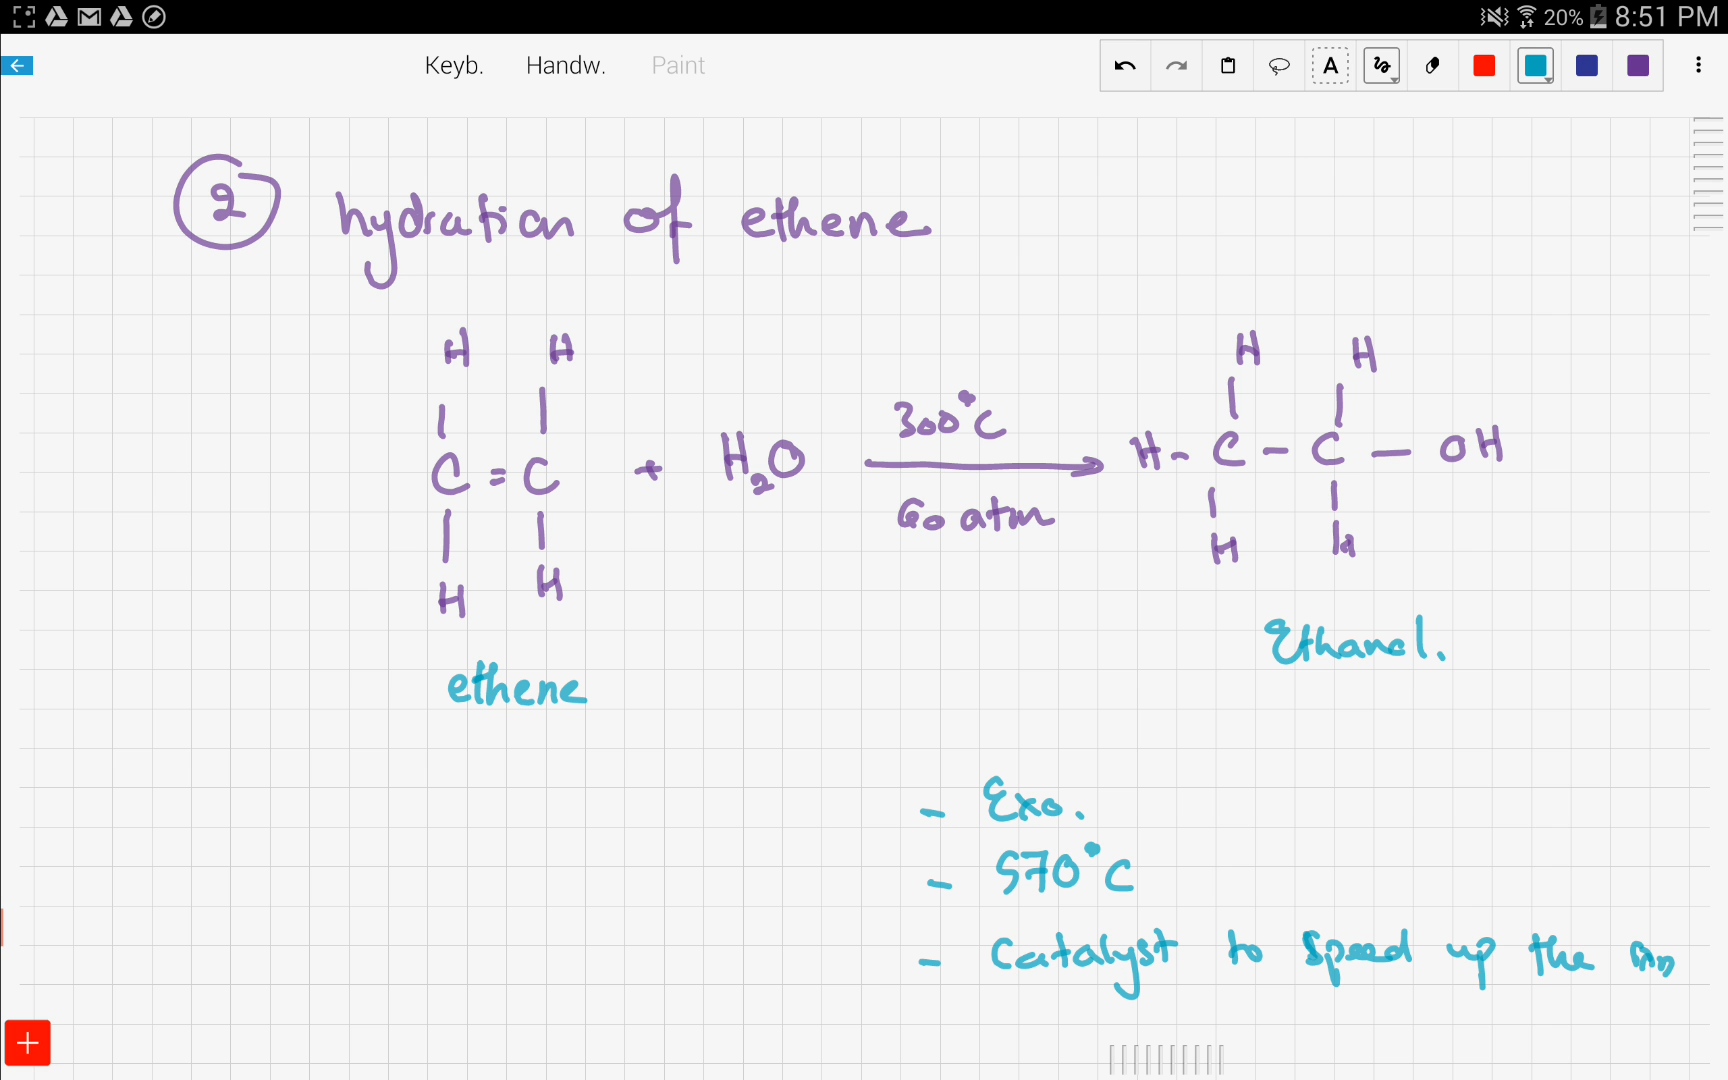 20% 8:51 PM
Keyb. Handw. Paint A
2 hydration of ethene
H H H H
300°C
C = C + H2O H - C - C - OH
60 atm
H H H H
Ethanol.
ethene
- Exo.
- 570°C
- Catalyst to speed up the rxn